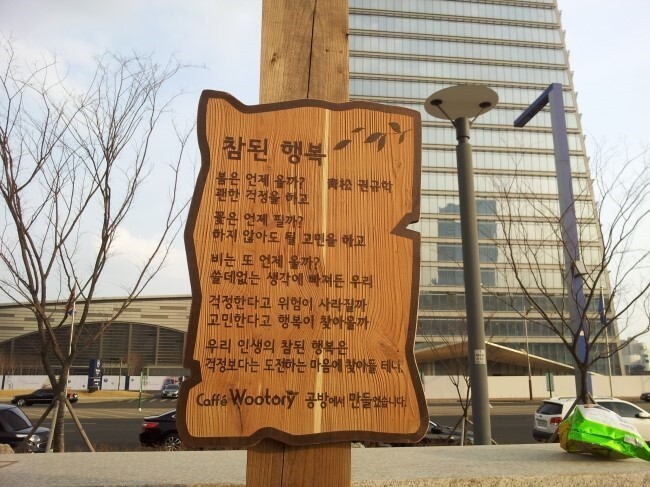 참된 행복
봄은 언제 올까? 靑松 권규학
괜한 걱정을 하고
꽃은 언제 필까?
하지 않아도 될 고민을 하고
비는 또 언제 올까?
쓸데없는 생각에 빠져든 우리
걱정한다고 위험이 사라질까
고민한다고 행복이 찾아올까
우리 인생의 참된 행복은
걱정보다는 도전하는 마음에 찾아들 테니.
Caffé Wootory 공방에서 만들었습니다.